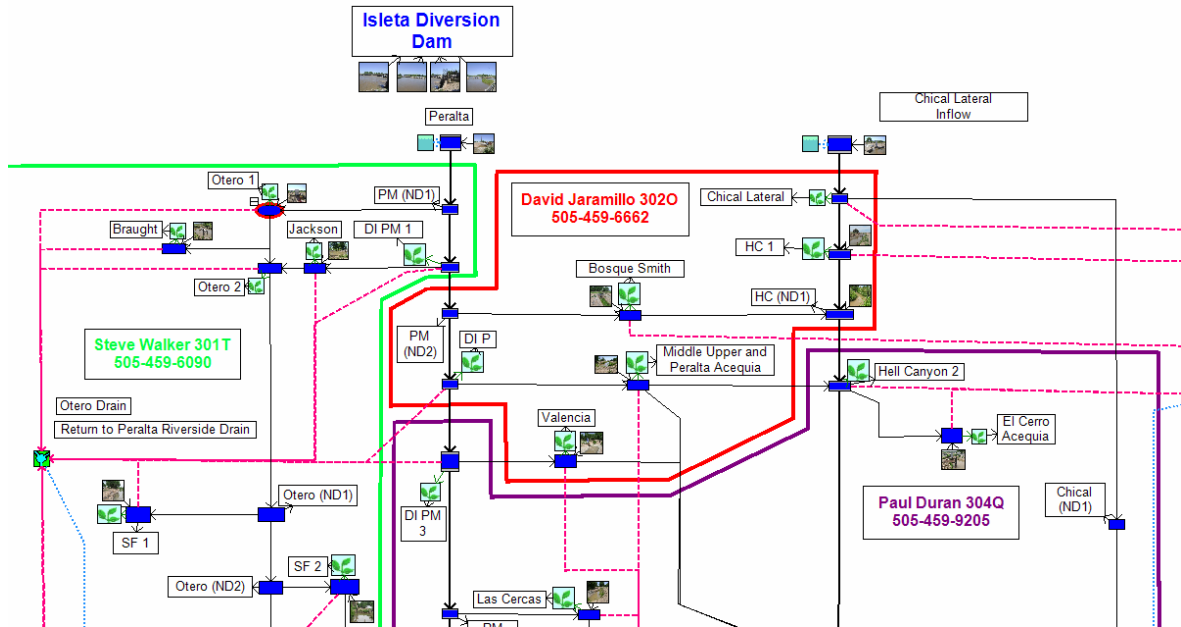 Isleta Diversion
Dam
Peralta
Chical Lateral
Inflow
Otero 1
PM (ND1)
David Jaramillo 302O
505-459-6662
Chical Lateral
Braught
Jackson
DI PM 1
HC 1
Bosque Smith
Otero 2
HC (ND1)
PM
(ND2)
DI P
Steve Walker 301T
505-459-6090
Middle Upper and
Peralta Acequia
Hell Canyon 2
Otero Drain
Return to Peralta Riverside Drain
Valencia
El Cerro
Acequia
Otero (ND1)
DI PM
3
Paul Duran 304Q
505-459-9205
Chical
(ND1)
SF 1
SF 2
Otero (ND2)
Las Cercas